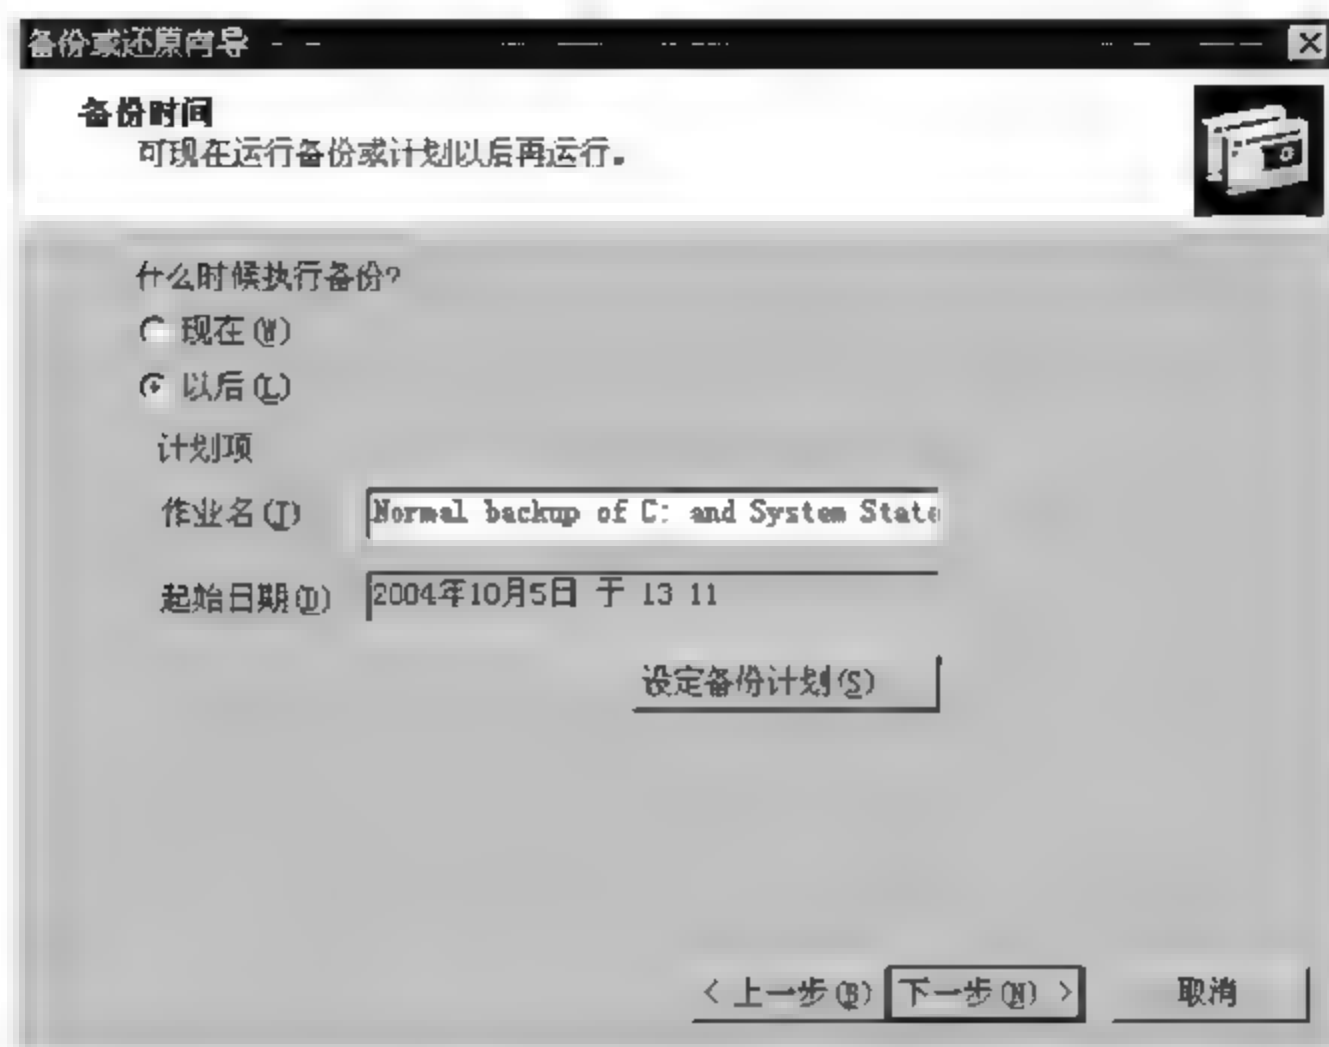 备份或还原向导
备份时间
可现在运行备份或计划以后再运行。
什么时候执行备份?
现在(W)
以后(L)
计划项
作业名(J)
Normal backup of C: and System State
起始日期(D)
2004年10月5日 于 13 11
设定备份计划(S)
< 上一步(B)
下一步(N) >
取消